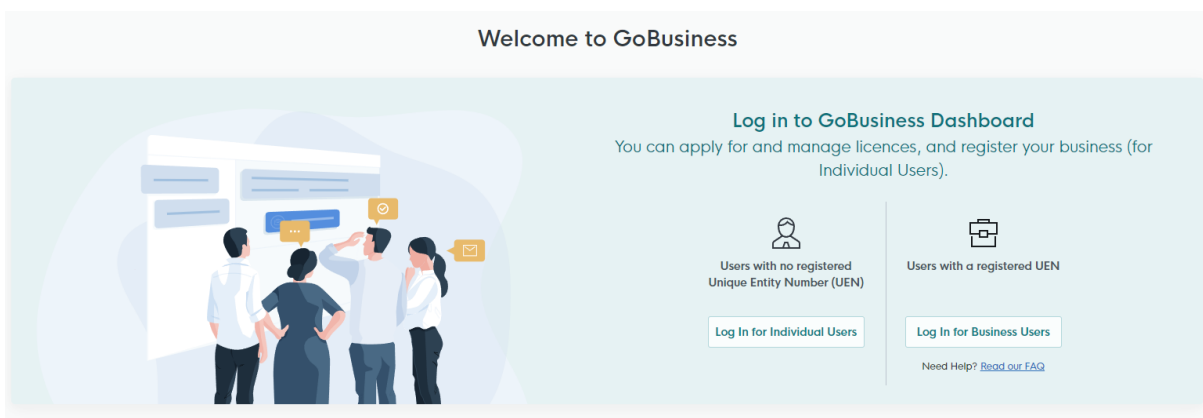 Welcome to GoBusiness
Log in to GoBusiness Dashboard
You can apply for and manage licences, and register your business (for
Individual Users).
Users with no registered
Unique Entity Number (UEN)
Log In for Individual Users
Users with a registered UEN
Log In for Business Users
Need Help? Read our FAQ